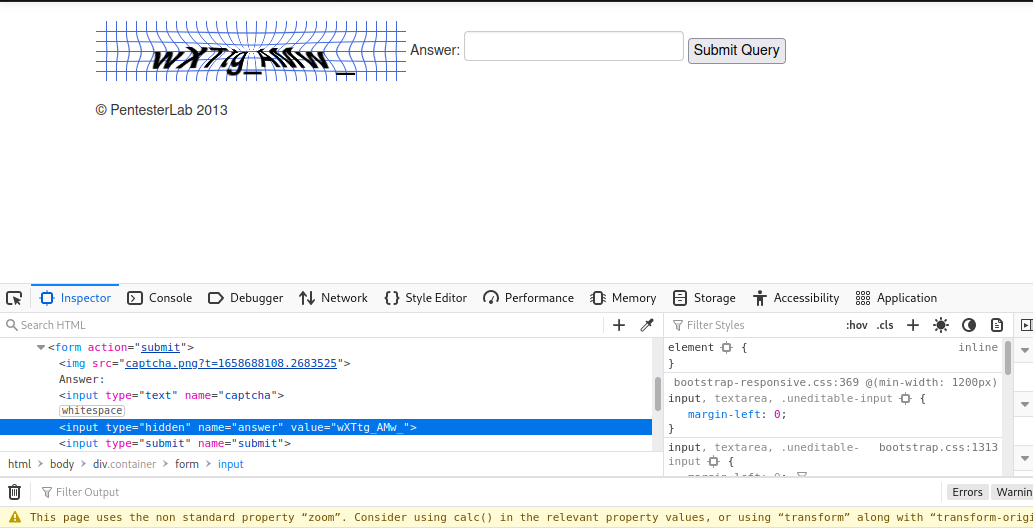 wXTtg_AMw_ Answer: Submit Query
© PentesterLab 2013
Inspector Console Debugger Network Style Editor Performance Memory Storage Accessibility Application
Search HTML
Filter Styles :hov .cls
<form action="submit">
<img src="captcha.png?t=1658688108.2683525">
Answer:
<input type="text" name="captcha">
whitespace
<input type="hidden" name="answer" value="wXTtg_AMw_">
<input type="submit" name="submit">
html body div.container form input
element { inline
}
bootstrap-responsive.css:369 @(min-width: 1200px)
input, textarea, .uneditable-input {
margin-left: 0;
}
input, textarea, .uneditable- bootstrap.css:1313
input {
margin-left: 0;
Filter Output Errors Warnin
This page uses the non standard property “zoom”. Consider using calc() in the relevant property values, or using “transform” along with “transform-orig